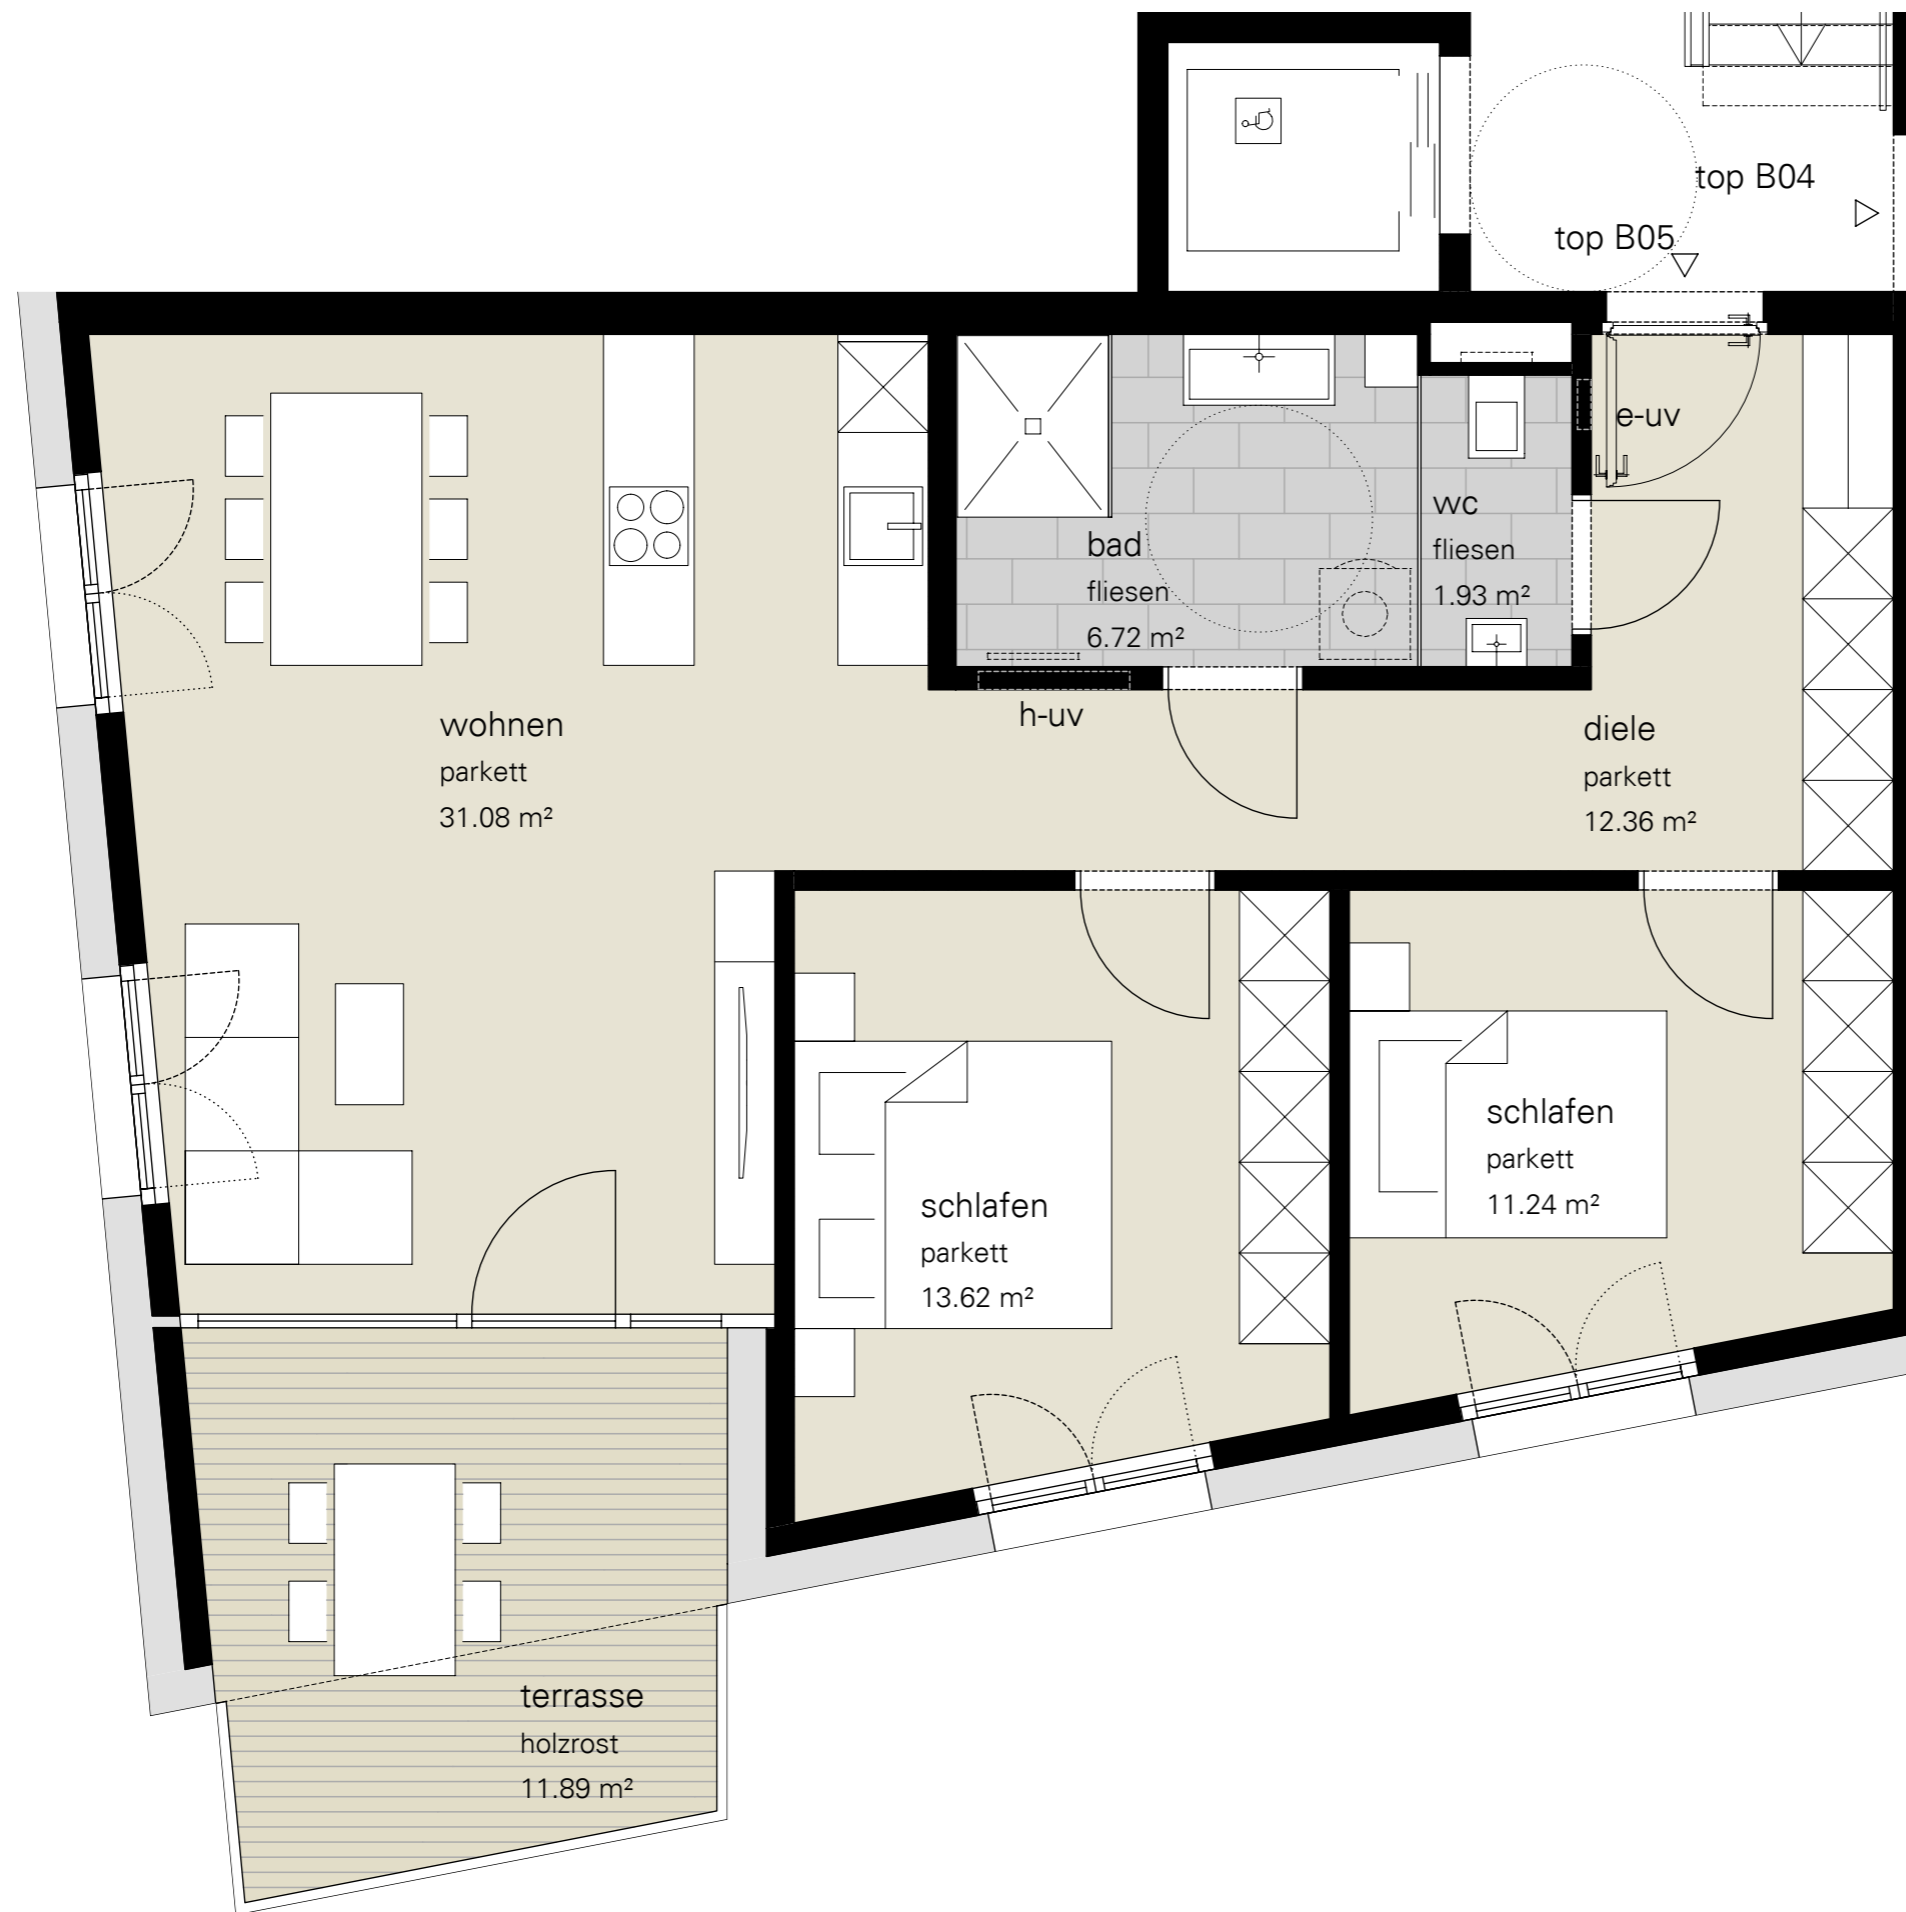 top B04
top B05
e-uv
wc
fliesen
1.93 m²
bad
fliesen
6.72 m²
h-uv
wohnen
parkett
31.08 m²
diele
parkett
12.36 m²
schlafen
parkett
11.24 m²
schlafen
parkett
13.62 m²
terrasse
holzrost
11.89 m²